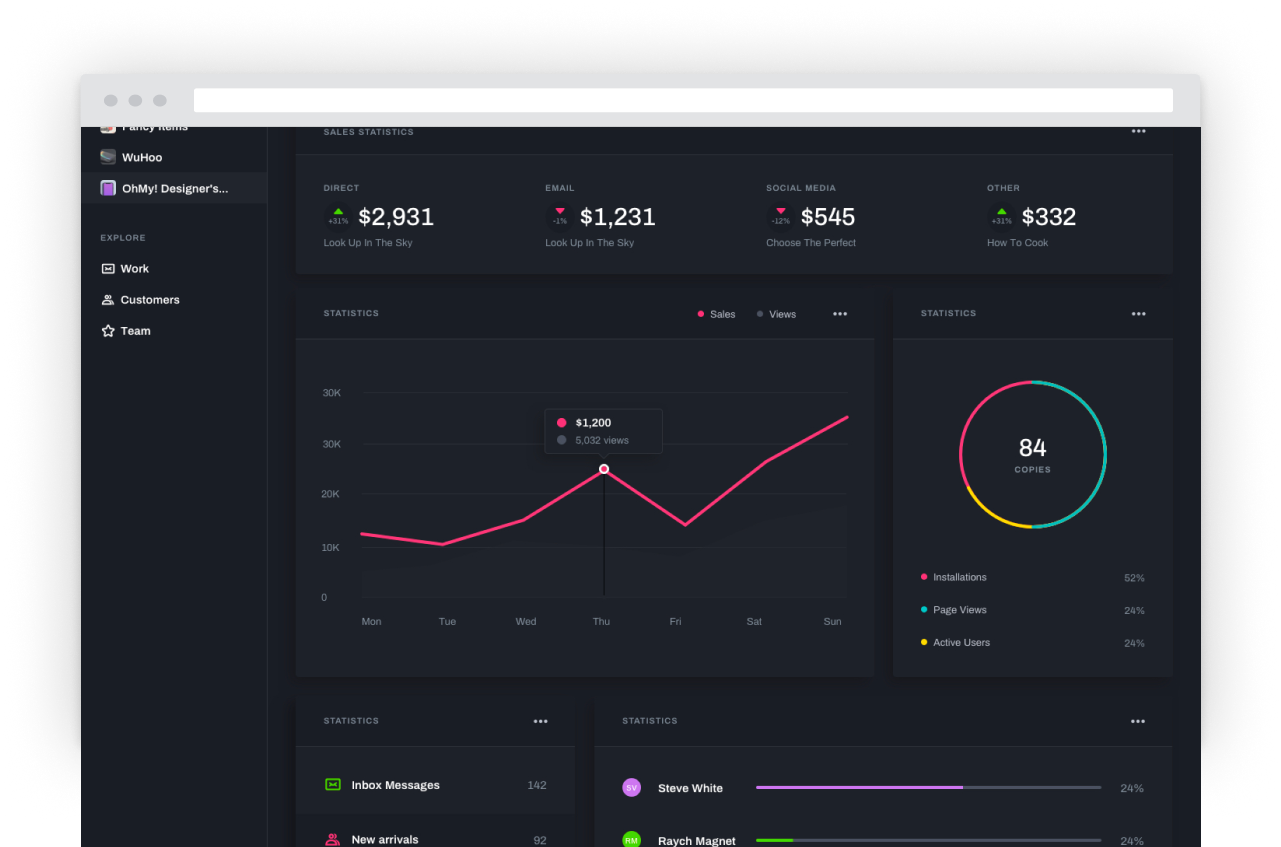 Fancy Items
WuHoo
OhMy! Designer's...
EXPLORE
Work
Customers
Team
SALES STATISTICS
DIRECT
+31%
$2,931
Look Up In The Sky
EMAIL
-1%
$1,231
Look Up In The Sky
SOCIAL MEDIA
-12%
$545
Choose The Perfect
OTHER
+31%
$332
How To Cook
STATISTICS
Sales
Views
30K
30K
20K
10K
0
$1,200
5,032 views
Mon Tue Wed Thu Fri Sat Sun
STATISTICS
84
COPIES
Installations 52%
Page Views 24%
Active Users 24%
STATISTICS
Inbox Messages 142
New arrivals 92
STATISTICS
SV Steve White 24%
RM Raych Magnet 24%